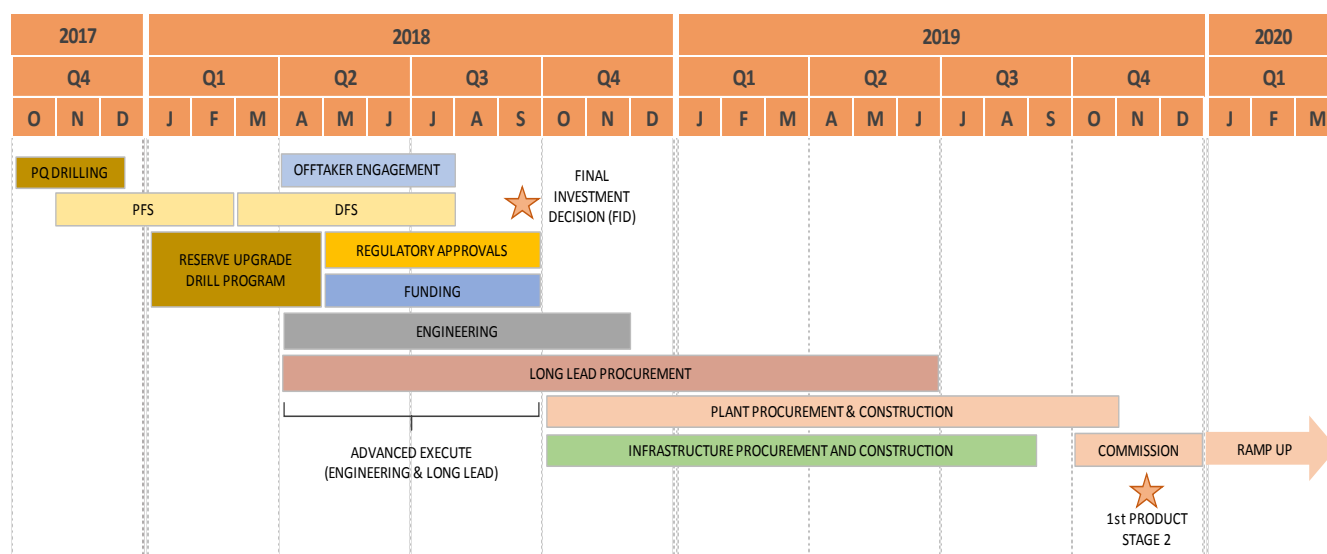 2017 2018 2019 2020
Q4 Q1 Q2 Q3 Q4 Q1 Q2 Q3 Q4 Q1
O N D J F M A M J J A S O N D J F M A M J J A S O N D J F M
PQ DRILLING
OFFTAKER ENGAGEMENT
FINAL
INVESTMENT
DECISION (FID)
PFS
DFS
RESERVE UPGRADE
DRILL PROGRAM
REGULATORY APPROVALS
FUNDING
ENGINEERING
LONG LEAD PROCUREMENT
PLANT PROCUREMENT & CONSTRUCTION
ADVANCED EXECUTE
(ENGINEERING & LONG LEAD)
INFRASTRUCTURE PROCUREMENT AND CONSTRUCTION
COMMISSION
RAMP UP
1st PRODUCT
STAGE 2